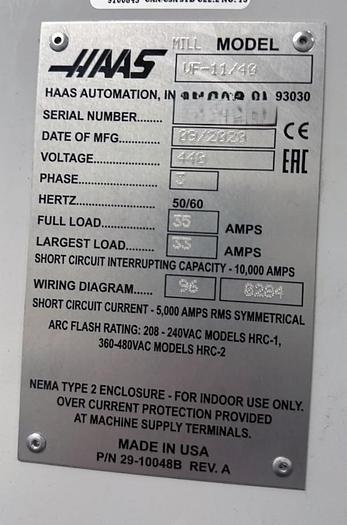 HAAS MILL MODEL
VF-11/40
HAAS AUTOMATION, IN 93030
SERIAL NUMBER.......
DATE OF MFG............ 09/2020 CE
VOLTAGE................ 440 EAC
PHASE................... 3
HERTZ 50/60
FULL LOAD.......... 35 AMPS
LARGEST LOAD.... 33 AMPS
SHORT CIRCUIT INTERRUPTING CAPACITY - 10,000 AMPS
WIRING DIAGRAM...... 96 0284
SHORT CIRCUIT CURRENT - 5,000 AMPS RMS SYMMETRICAL
ARC FLASH RATING: 208 - 240VAC MODELS HRC-1,
360-480VAC MODELS HRC-2
NEMA TYPE 2 ENCLOSURE - FOR INDOOR USE ONLY.
OVER CURRENT PROTECTION PROVIDED
AT MACHINE SUPPLY TERMINALS.
MADE IN USA
P/N 29-10048B REV. A